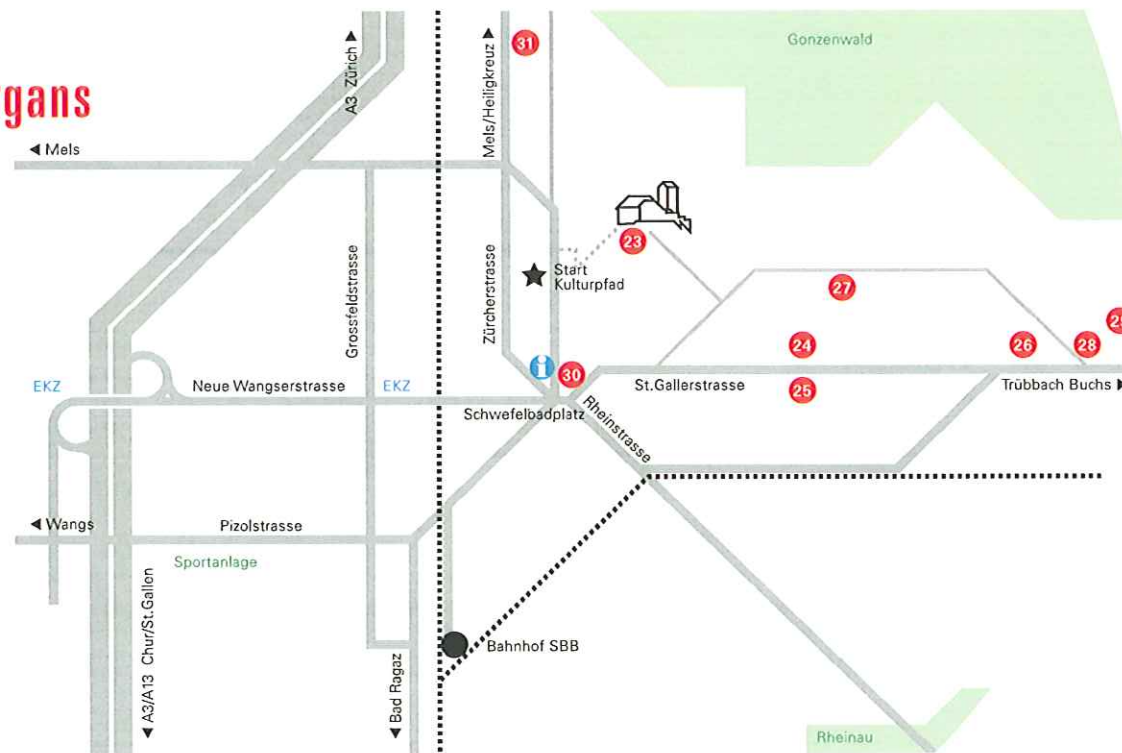 gans
◄ Mels
A3 Zürich ►
Mels/Heiligkreuz ►
31
Gonzenwald
Grossfeldstrasse
Zürcherstrasse
23
Start
Kulturpfad
27
24
26
28
29
EKZ
Neue Wangserstrasse
EKZ
i
30
St.Gallerstrasse
25
Trübbach Buchs ►
Schwefelbadplatz
Rheinstrasse
◄ Wangs
Pizolstrasse
Sportanlage
◄ A3/A13 Chur/St.Gallen
◄ Bad Ragaz
Bahnhof SBB
Rheinau